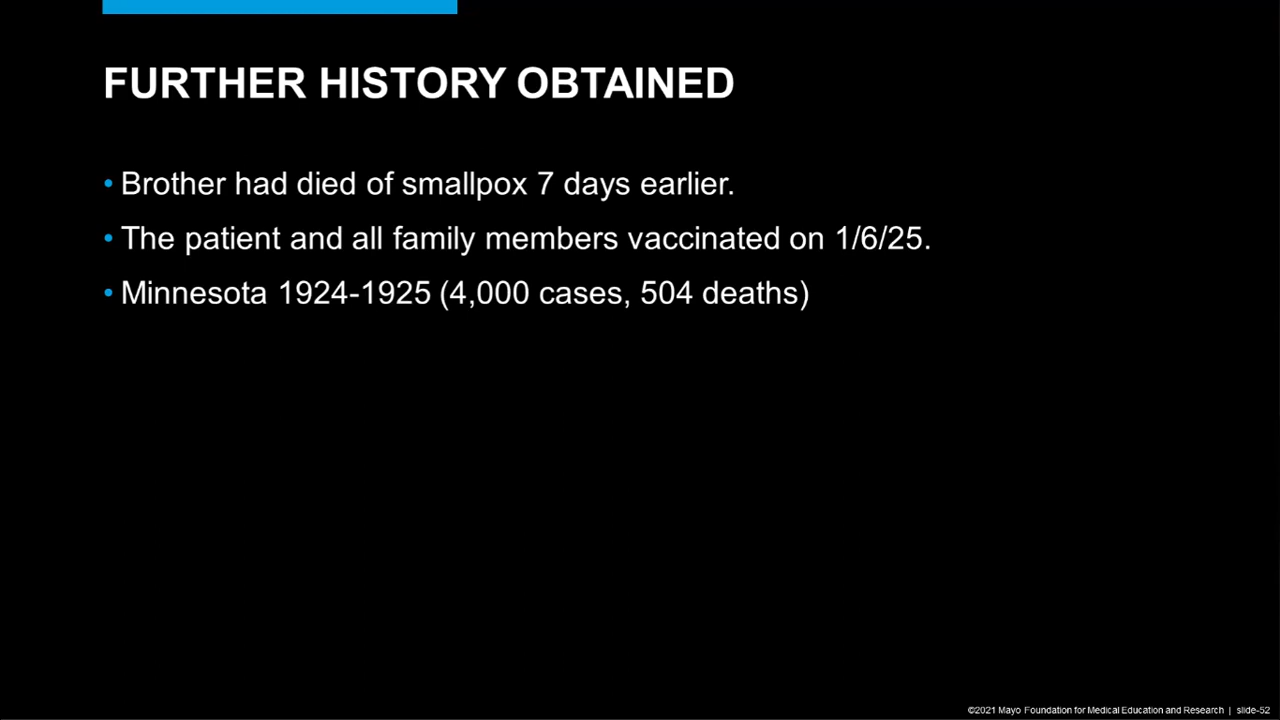 FURTHER HISTORY OBTAINED
• Brother had died of smallpox 7 days earlier.
• The patient and all family members vaccinated on 1/6/25.
• Minnesota 1924-1925 (4,000 cases, 504 deaths)
©2021 Mayo Foundation for Medical Education and Research | slide-52